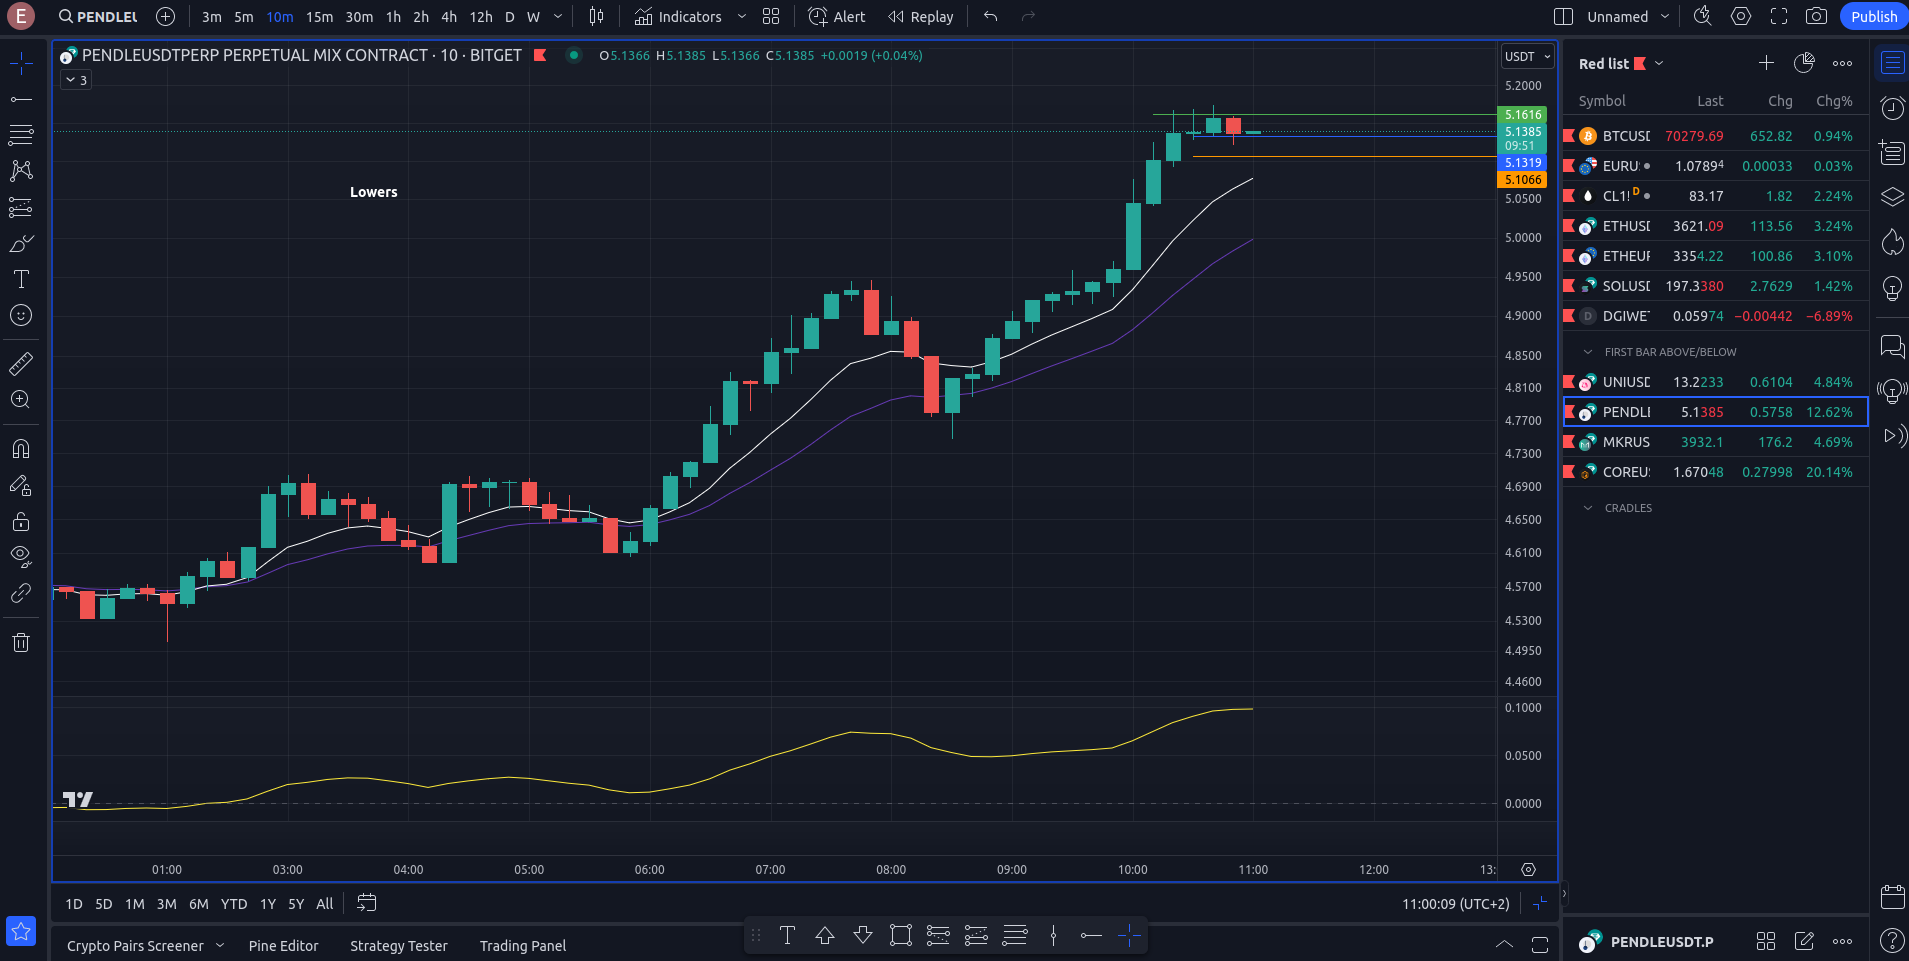 E PENDLEU 3m 5m 10m 15m 30m 1h 2h 4h 12h D W Indicators Alert Replay Unnamed Publish
PENDLEUSDTPERP PERPETUAL MIX CONTRACT · 10 · BITGET O5.1366 H5.1385 L5.1366 C5.1385 +0.0019 (+0.04%)
3
Lowers
USDT
5.2000
5.1616
5.1385
09:51
5.1319
5.1066
5.0500
5.0000
4.9500
4.9000
4.8500
4.8100
4.7700
4.7300
4.6900
4.6500
4.6100
4.5700
4.5300
4.4950
4.4600
0.1000
0.0500
0.0000
01:00 03:00 04:00 05:00 06:00 07:00 08:00 09:00 10:00 11:00 12:00 13:
1D 5D 1M 3M 6M YTD 1Y 5Y All 11:00:09 (UTC+2)
Crypto Pairs Screener Pine Editor Strategy Tester Trading Panel
Red list
Symbol Last Chg Chg%
BTCUSD 70279.69 652.82 0.94%
EURU 1.07894 0.00033 0.03%
CL1! D 83.17 1.82 2.24%
ETHUSD 3621.09 113.56 3.24%
ETHEUR 3354.22 100.86 3.10%
SOLUSD 197.3380 2.7629 1.42%
D DGIWE 0.05974 −0.00442 −6.89%
FIRST BAR ABOVE/BELOW
UNIUSD 13.2233 0.6104 4.84%
PENDL 5.1385 0.5758 12.62%
MKRUS 3932.1 176.2 4.69%
COREU 1.67048 0.27998 20.14%
CRADLES
PENDLEUSDT.P